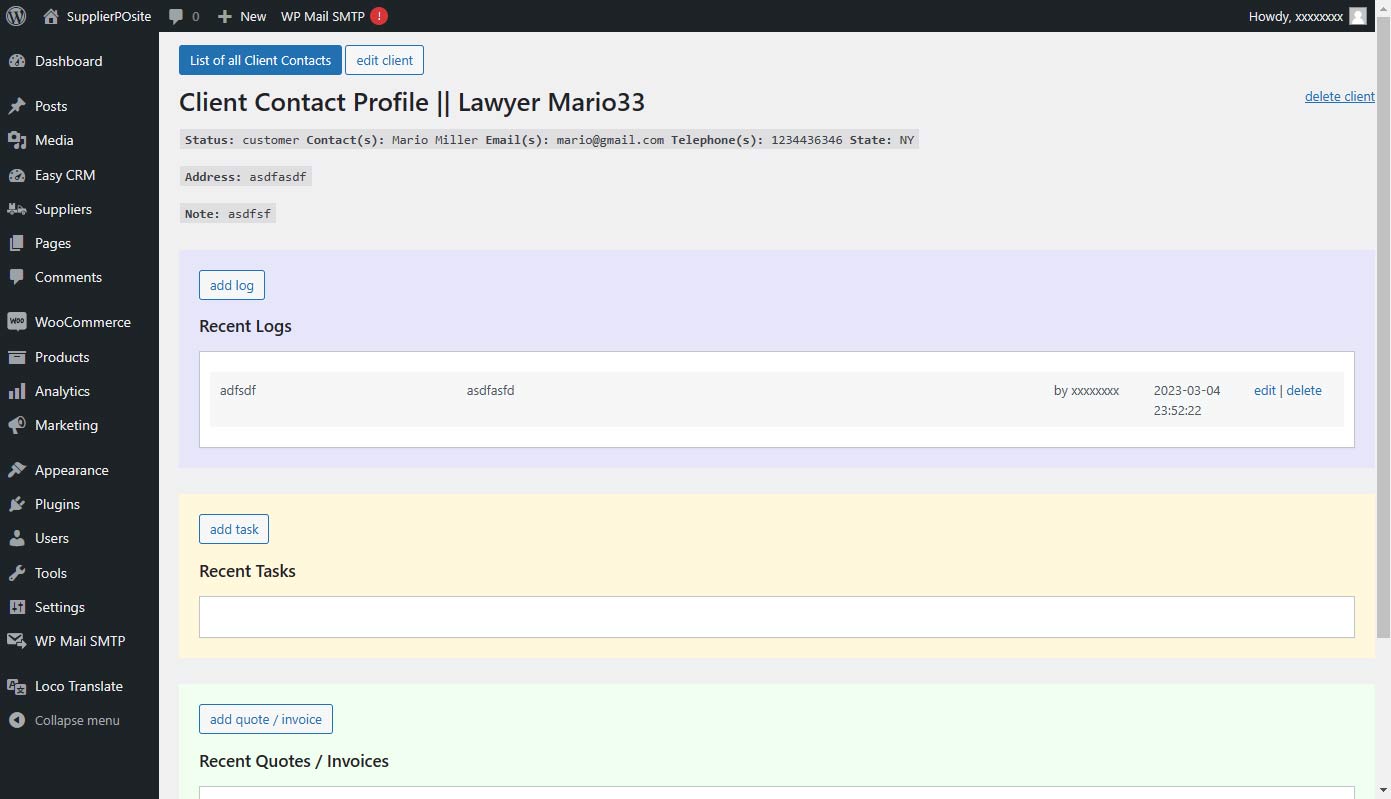 SupplierPOsite 0 New WP Mail SMTP ! Howdy, xxxxxxxx
Dashboard
Posts
Media
Easy CRM
Suppliers
Pages
Comments
Woo WooCommerce
Products
Analytics
Marketing
Appearance
Plugins
Users
Tools
Settings
WP Mail SMTP
Loco Translate
Collapse menu
List of all Client Contacts edit client
Client Contact Profile || Lawyer Mario33 delete client
Status: customer Contact(s): Mario Miller Email(s): mario@gmail.com Telephone(s): 1234436346 State: NY
Address: asdfasdf
Note: asdfsf
add log
Recent Logs
adfsdf asdfasfd by xxxxxxxx 2023-03-04 edit | delete
23:52:22
add task
Recent Tasks
add quote / invoice
Recent Quotes / Invoices